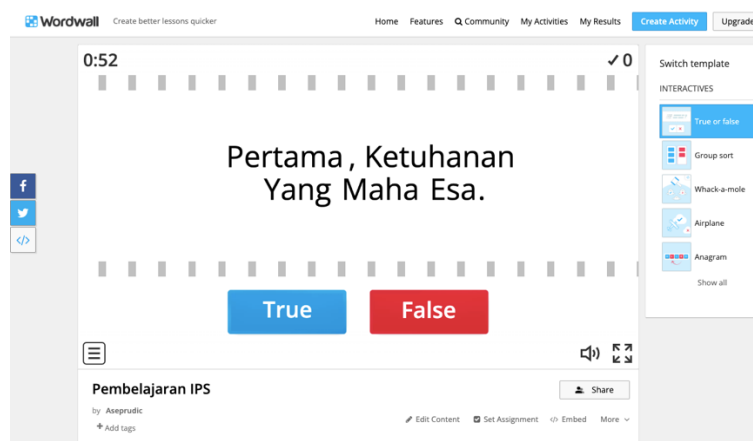 Wordwall Create better lessons quicker
Home Features Community My Activities My Results Create Activity Upgrade
0:52
0
Pertama, Ketuhanan
Yang Maha Esa.
True False
Switch template
INTERACTIVES
True or false
Group sort
Whack-a-mole
Airplane
Anagram
Show all
Pembelajaran IPS
Share
by Aseprudic
Edit Content Set Assignment Embed More
Add tags